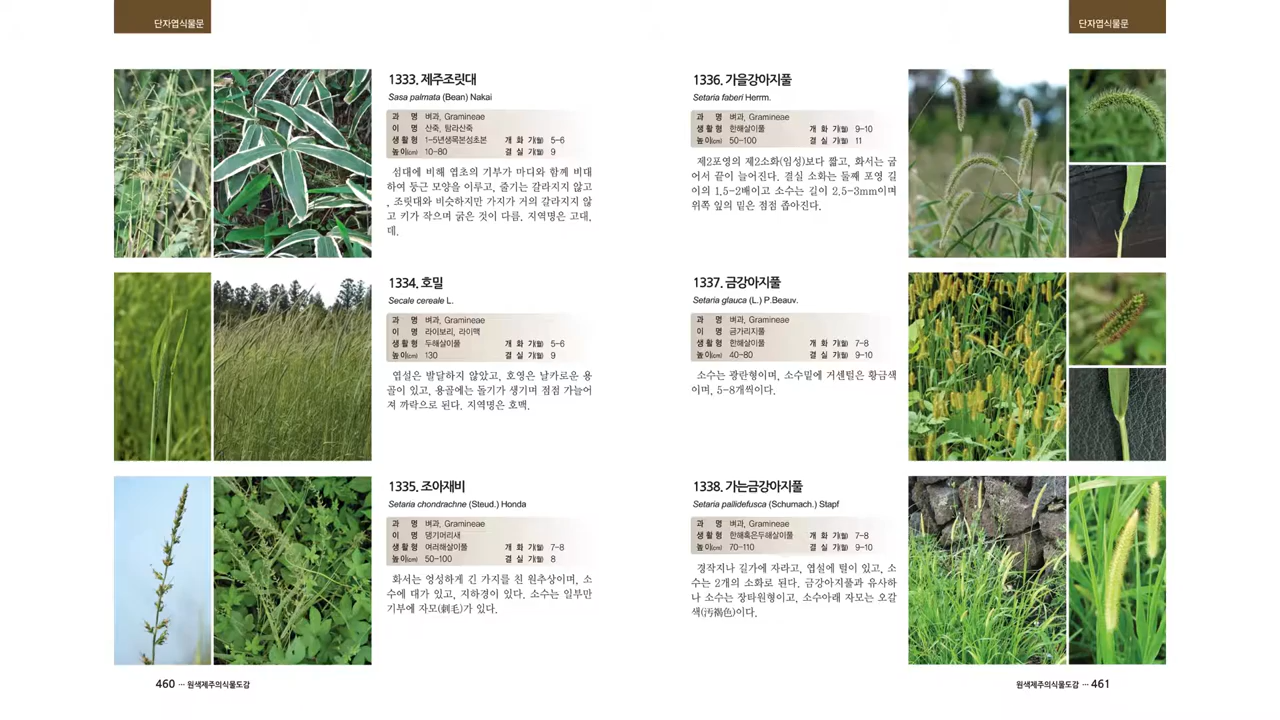 단자엽식물문
1333. 제주조릿대
Sasa palmata (Bean) Nakai
과 명 벼과, Gramineae
이 명 산죽, 탐라산죽
생 활 형 1-5년생목본성초본 개 화 기(월) 5-6
높 이(cm) 10-80 결 실 기(월) 9
섬대에 비해 엽초의 기부가 마디와 함께 비대
하여 둥근 모양을 이루고, 줄기는 갈라지지 않고
, 조릿대와 비슷하지만 가지가 거의 갈라지지 않
고 키가 작으며 굵은 것이 다름. 지역명은 고대,
데.
1334. 호밀
Secale cereale L.
과 명 벼과, Gramineae
이 명 라이보리, 라이맥
생 활 형 두해살이풀 개 화 기(월) 5-6
높 이(cm) 130 결 실 기(월) 9
엽설은 발달하지 않았고, 호영은 날카로운 용
골이 있고, 용골에는 돌기가 생기며 점점 가늘어
져 까락으로 된다. 지역명은 호맥.
1335. 조아재비
Setaria chondrachne (Steud.) Honda
과 명 벼과, Gramineae
이 명 댕기머리새
생 활 형 여러해살이풀 개 화 기(월) 7-8
높 이(cm) 50-100 결 실 기(월) 8
화서는 엉성하게 긴 가지를 친 원추상이며, 소
수에 대가 있고, 지하경이 있다. 소수는 일부만
기부에 자모(刺毛)가 있다.
460 ··· 원색제주의식물도감
단자엽식물문
1336. 가을강아지풀
Setaria faberi Herrm.
과 명 벼과, Gramineae
생 활 형 한해살이풀 개 화 기(월) 9-10
높 이(cm) 50-100 결 실 기(월) 11
제2포영의 제2소화(임성)보다 짧고, 화서는 굽
어서 끝이 늘어진다. 결실 소화는 둘째 포영 길
이의 1.5-2배이고 소수는 길이 2.5-3mm이며
위쪽 옆의 밑은 점점 좁아진다.
1337. 금강아지풀
Setaria glauca (L.) P.Beauv.
과 명 벼과, Gramineae
이 명 금가리지풀
생 활 형 한해살이풀 개 화 기(월) 7-8
높 이(cm) 40-80 결 실 기(월) 9-10
소수는 광란형이며, 소수밑에 거센털은 황금색
이며, 5-8개씩이다.
1338. 가는금강아지풀
Setaria pallidefusca (Schumach.) Stapf
과 명 벼과, Gramineae
생 활 형 한해혹은두해살이풀 개 화 기(월) 7-8
높 이(cm) 70-110 결 실 기(월) 9-10
경작지나 길가에 자라고, 엽설에 털이 있고, 소
수는 2개의 소화로 된다. 금강아지풀과 유사하
나 소수는 장타원형이고, 소수아래 자모는 오갈
색(汚褐色)이다.
원색제주의식물도감 ··· 461